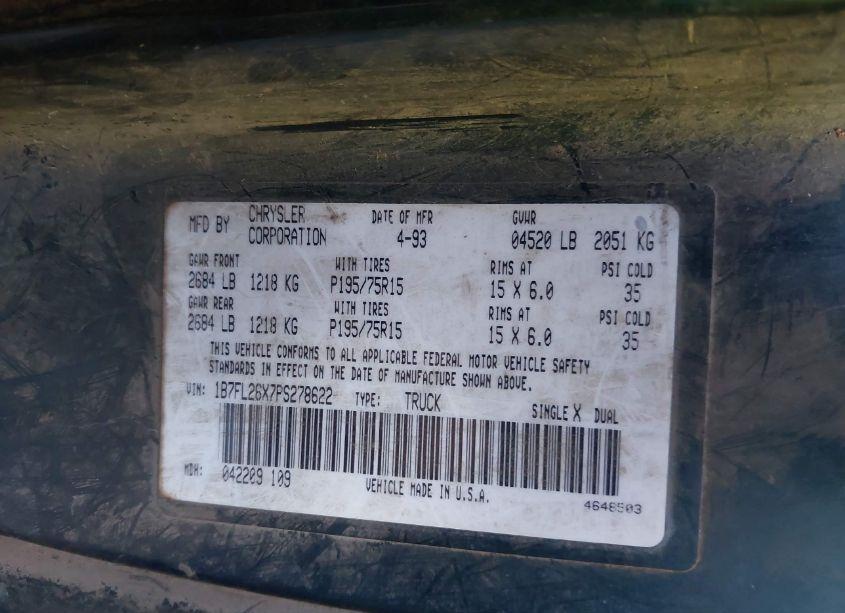 MFD BY CHRYSLER CORPORATION DATE OF MFR 4-93 GVWR 04520 LB 2051 KG
GAWR FRONT WITH TIRES RIMS AT PSI COLD
2684 LB 1218 KG P195/75R15 15 X 6.0 35
GAWR REAR WITH TIRES RIMS AT PSI COLD
2684 LB 1218 KG P195/75R15 15 X 6.0 35
THIS VEHICLE CONFORMS TO ALL APPLICABLE FEDERAL MOTOR VEHICLE SAFETY
STANDARDS IN EFFECT ON THE DATE OF MANUFACTURE SHOWN ABOVE.
VIN: 1B7FL26X7PS278622 TYPE: TRUCK SINGLE X DUAL
MDH: 042209 109 VEHICLE MADE IN U.S.A. 4648503